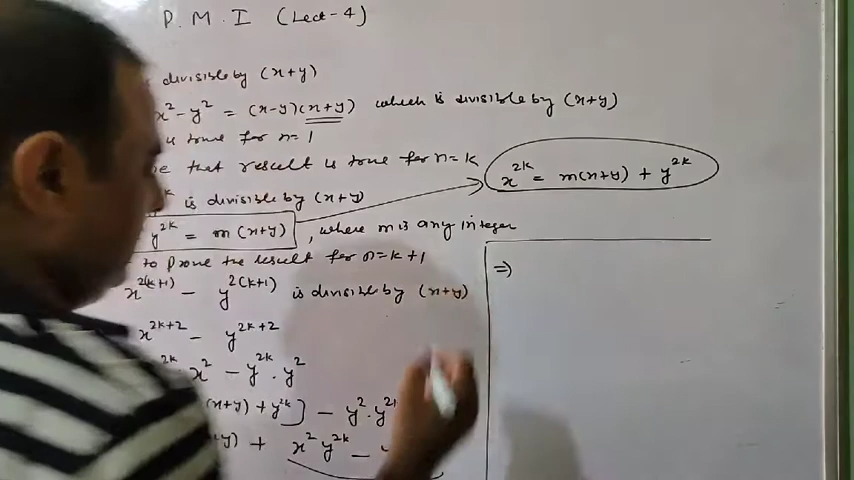 P. M. I (Lect-4)
divisible by (x+y)
x² - y² = (x-y)(x+y) which is divisible by (x+y)
true for n=1
that result is true for n=k
x^2k = m(x+y) + y^2k
is divisible by (x+y)
y^2k = m(x+y), where m is any integer
to prove the result for n=k+1
⇒
x^2(k+1) - y^2(k+1) is divisible by (x+y)
x^2k+2 - y^2k+2
x² - y^2k . y²
(x+y) + y^2k] - y².
+ x² y^2k -